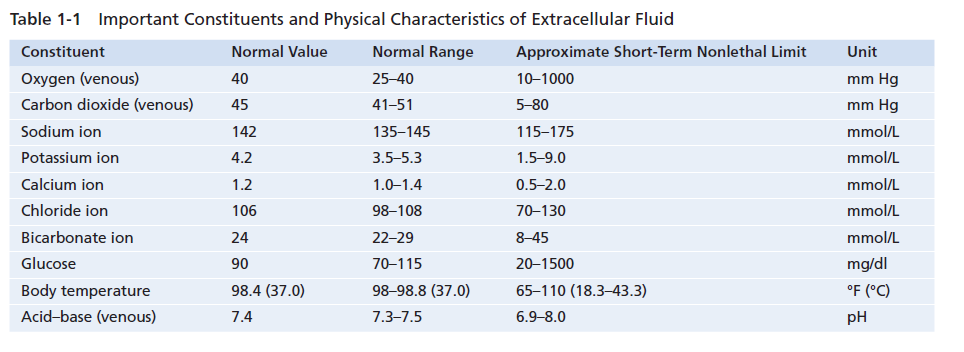 Table 1-1 Important Constituents and Physical Characteristics of Extracellular Fluid
Constituent Normal Value Normal Range Approximate Short-Term Nonlethal Limit Unit
Oxygen (venous) 40 25–40 10–1000 mm Hg
Carbon dioxide (venous) 45 41–51 5–80 mm Hg
Sodium ion 142 135–145 115–175 mmol/L
Potassium ion 4.2 3.5–5.3 1.5–9.0 mmol/L
Calcium ion 1.2 1.0–1.4 0.5–2.0 mmol/L
Chloride ion 106 98–108 70–130 mmol/L
Bicarbonate ion 24 22–29 8–45 mmol/L
Glucose 90 70–115 20–1500 mg/dl
Body temperature 98.4 (37.0) 98–98.8 (37.0) 65–110 (18.3–43.3) °F (°C)
Acid–base (venous) 7.4 7.3–7.5 6.9–8.0 pH